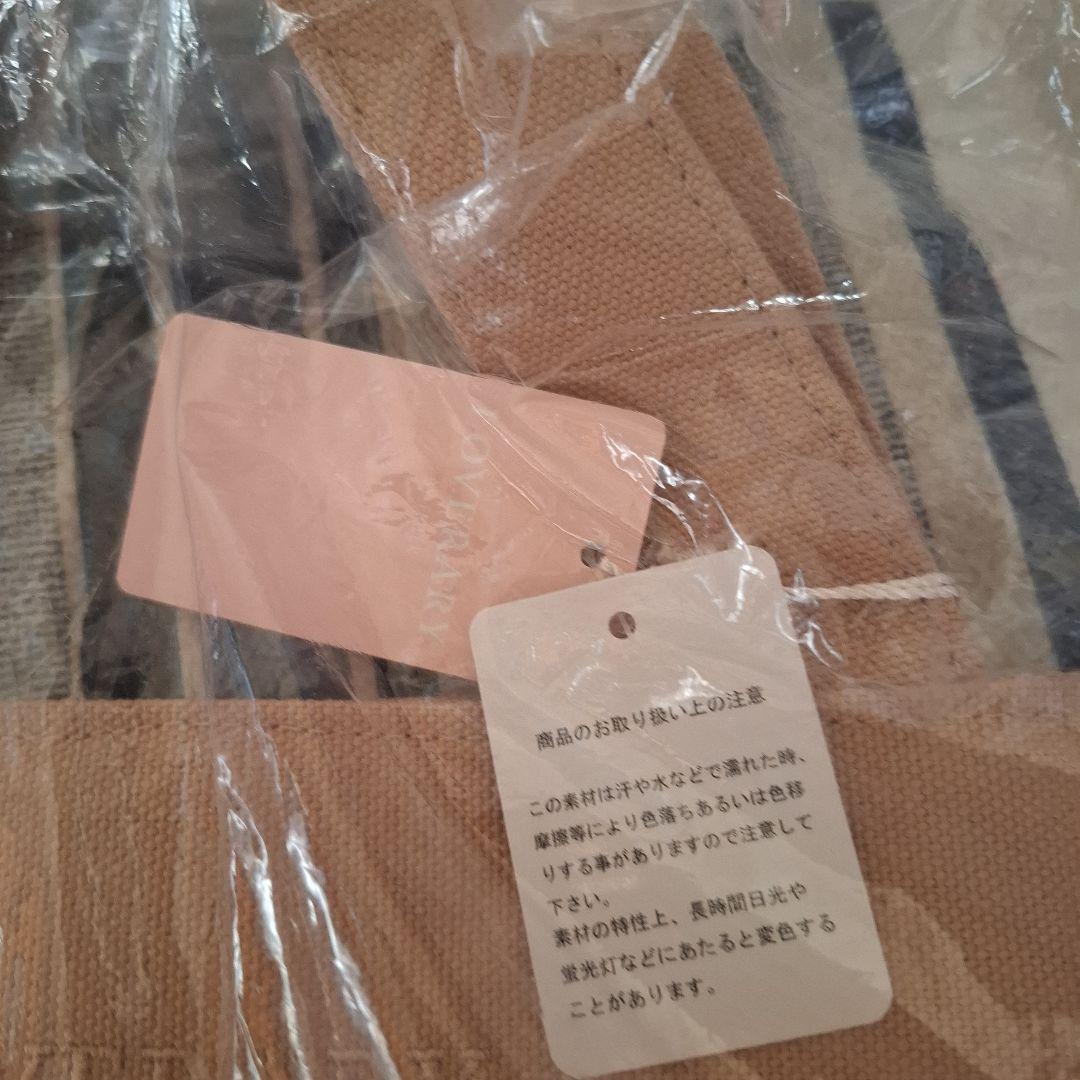 OVERIARY
商品のお取り扱い上の注意
この素材は汗や水などで濡れた時、
摩擦等により色落ちあるいは色移
りする事がありますので注意して
下さい。
素材の特性上、長時間日光や
蛍光灯などにあたると変色する
ことがあります。